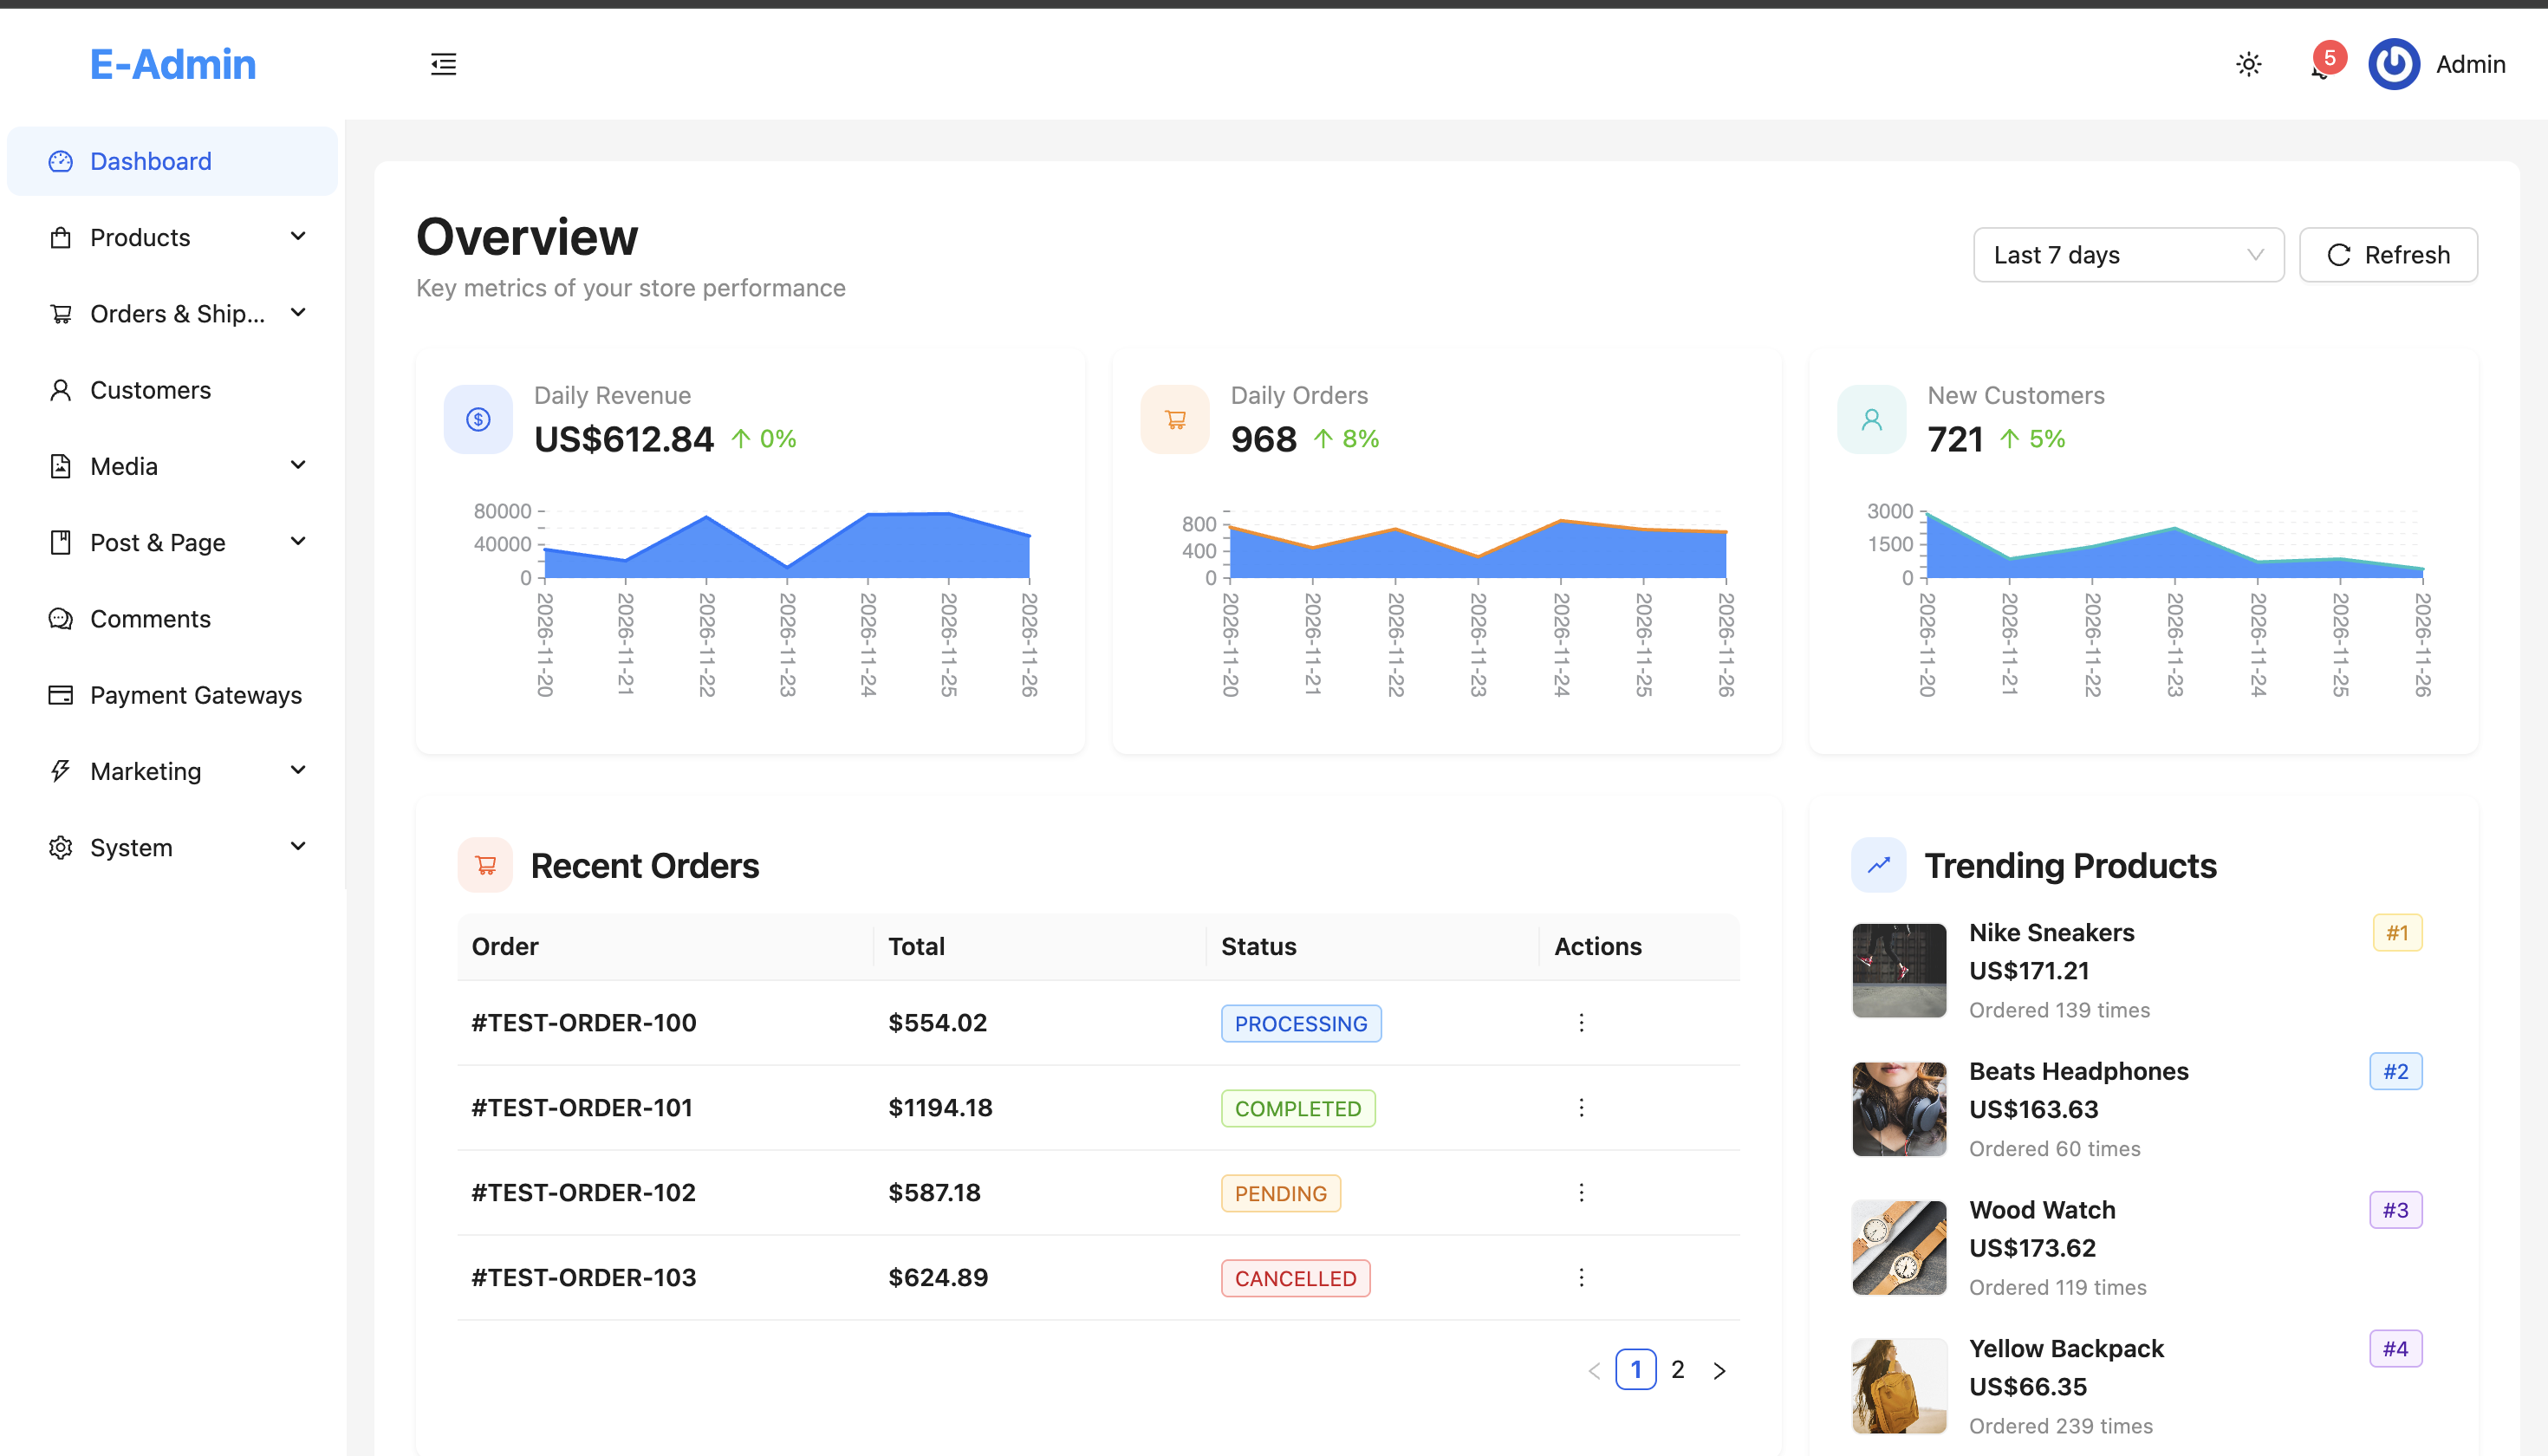 E-Admin
5
Admin
Dashboard
Products
Orders & Ship...
Customers
Media
Post & Page
Comments
Payment Gateways
Marketing
System
Overview
Key metrics of your store performance
Last 7 days
Refresh
Daily Revenue
US$612.84 0%
80000
40000
0
2026-11-20
2026-11-21
2026-11-22
2026-11-23
2026-11-24
2026-11-25
2026-11-26
Daily Orders
968 8%
800
400
0
2026-11-20
2026-11-21
2026-11-22
2026-11-23
2026-11-24
2026-11-25
2026-11-26
New Customers
721 5%
3000
1500
0
2026-11-20
2026-11-21
2026-11-22
2026-11-23
2026-11-24
2026-11-25
2026-11-26
Recent Orders
Order Total Status Actions
#TEST-ORDER-100 $554.02 PROCESSING
#TEST-ORDER-101 $1194.18 COMPLETED
#TEST-ORDER-102 $587.18 PENDING
#TEST-ORDER-103 $624.89 CANCELLED
1 2
Trending Products
Nike Sneakers #1
US$171.21
Ordered 139 times
Beats Headphones #2
US$163.63
Ordered 60 times
Wood Watch #3
US$173.62
Ordered 119 times
Yellow Backpack #4
US$66.35
Ordered 239 times